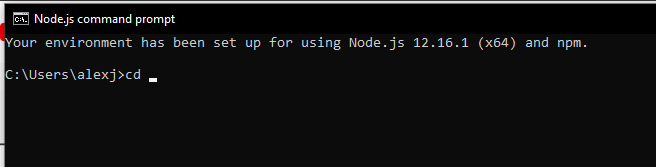 Node.js command prompt
Your environment has been set up for using Node.js 12.16.1 (x64) and npm.
C:\Users\alexj>cd